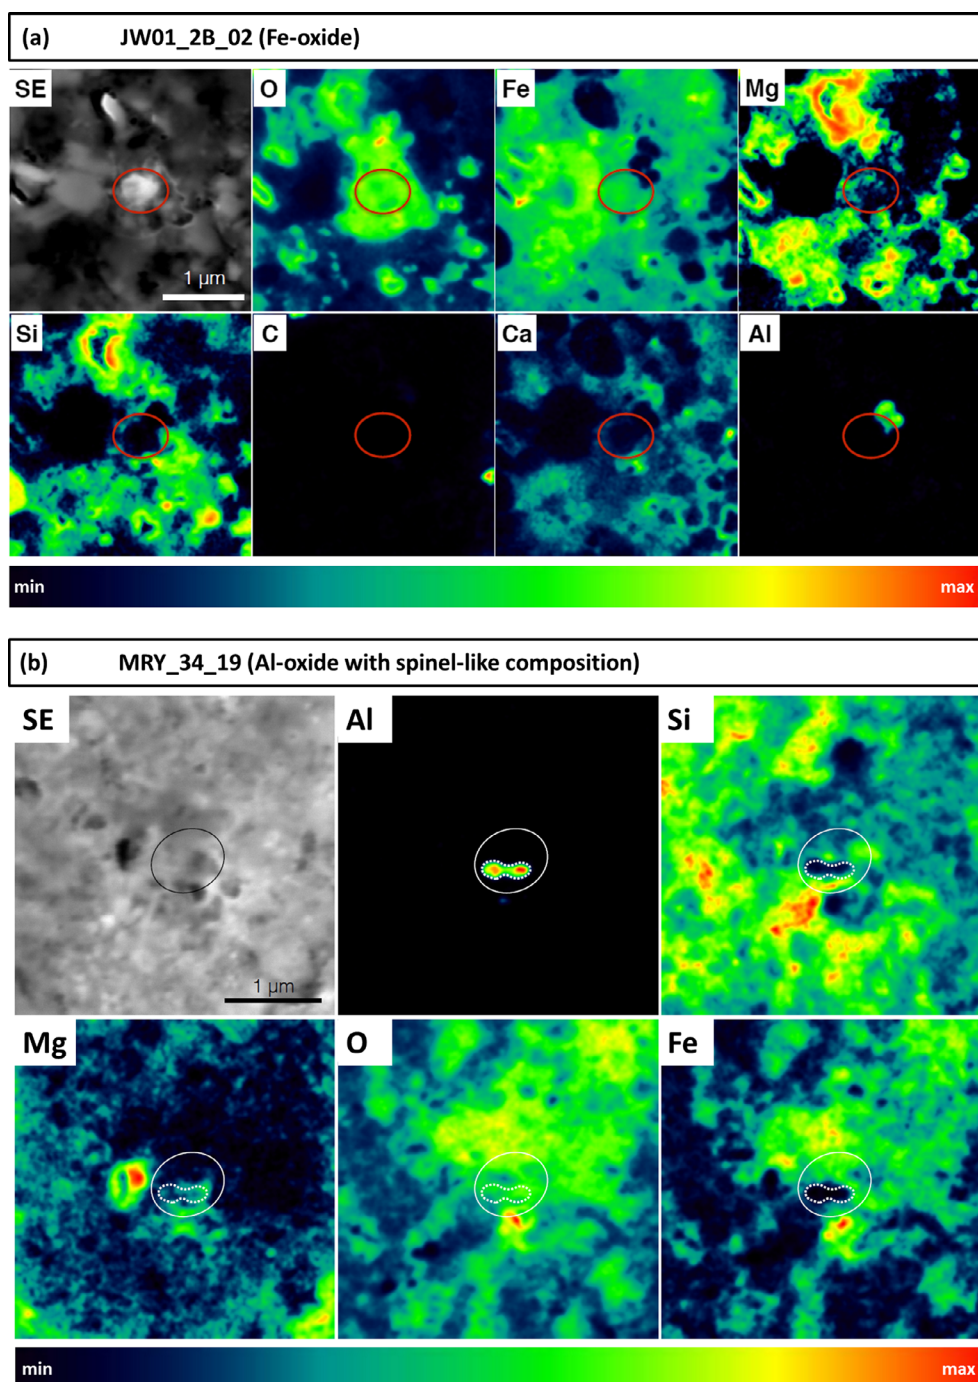 (a) JW01_2B_02 (Fe-oxide)
SE O Fe Mg
1 μm
Si C Ca Al
min max
(b) MRY_34_19 (Al-oxide with spinel-like composition)
SE Al Si
1 μm
Mg O Fe
min max